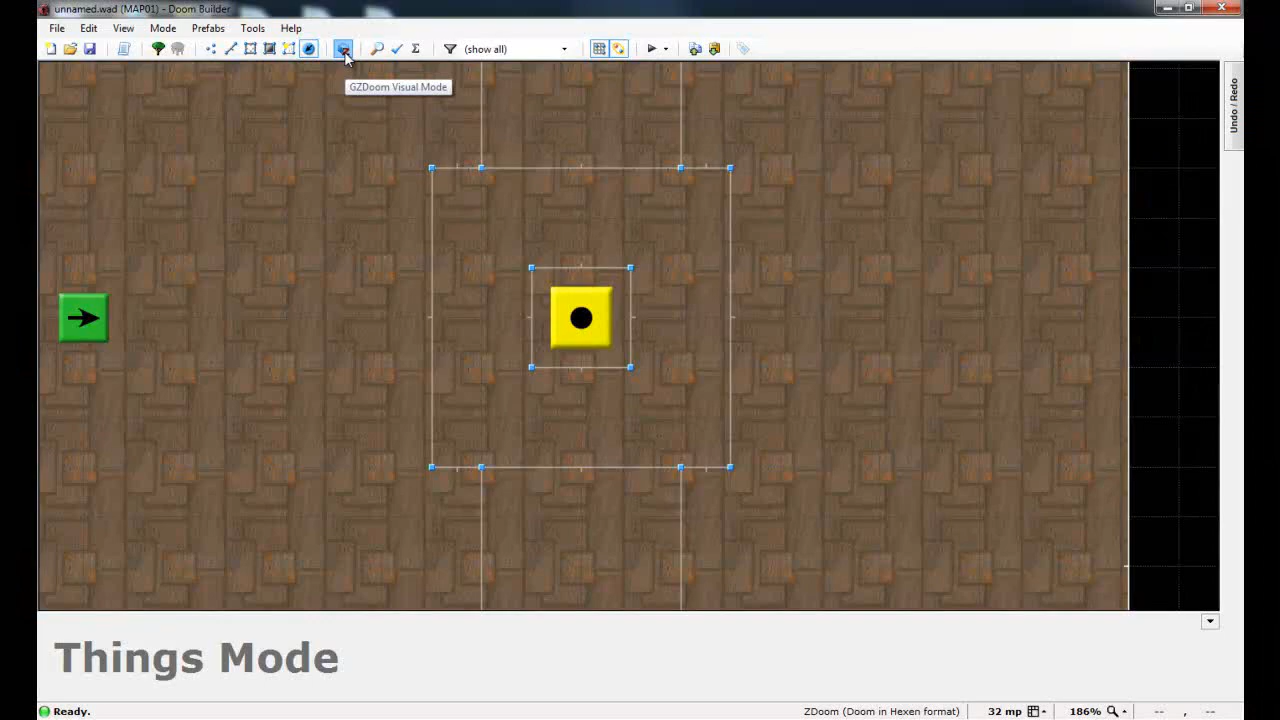 unnamed.wad (MAP01) - Doom Builder
File Edit View Mode Prefabs Tools Help
(show all)
GZDoom Visual Mode
Undo / Redo
Things Mode
Ready. ZDoom (Doom in Hexen format) 32 mp 186% -- , --